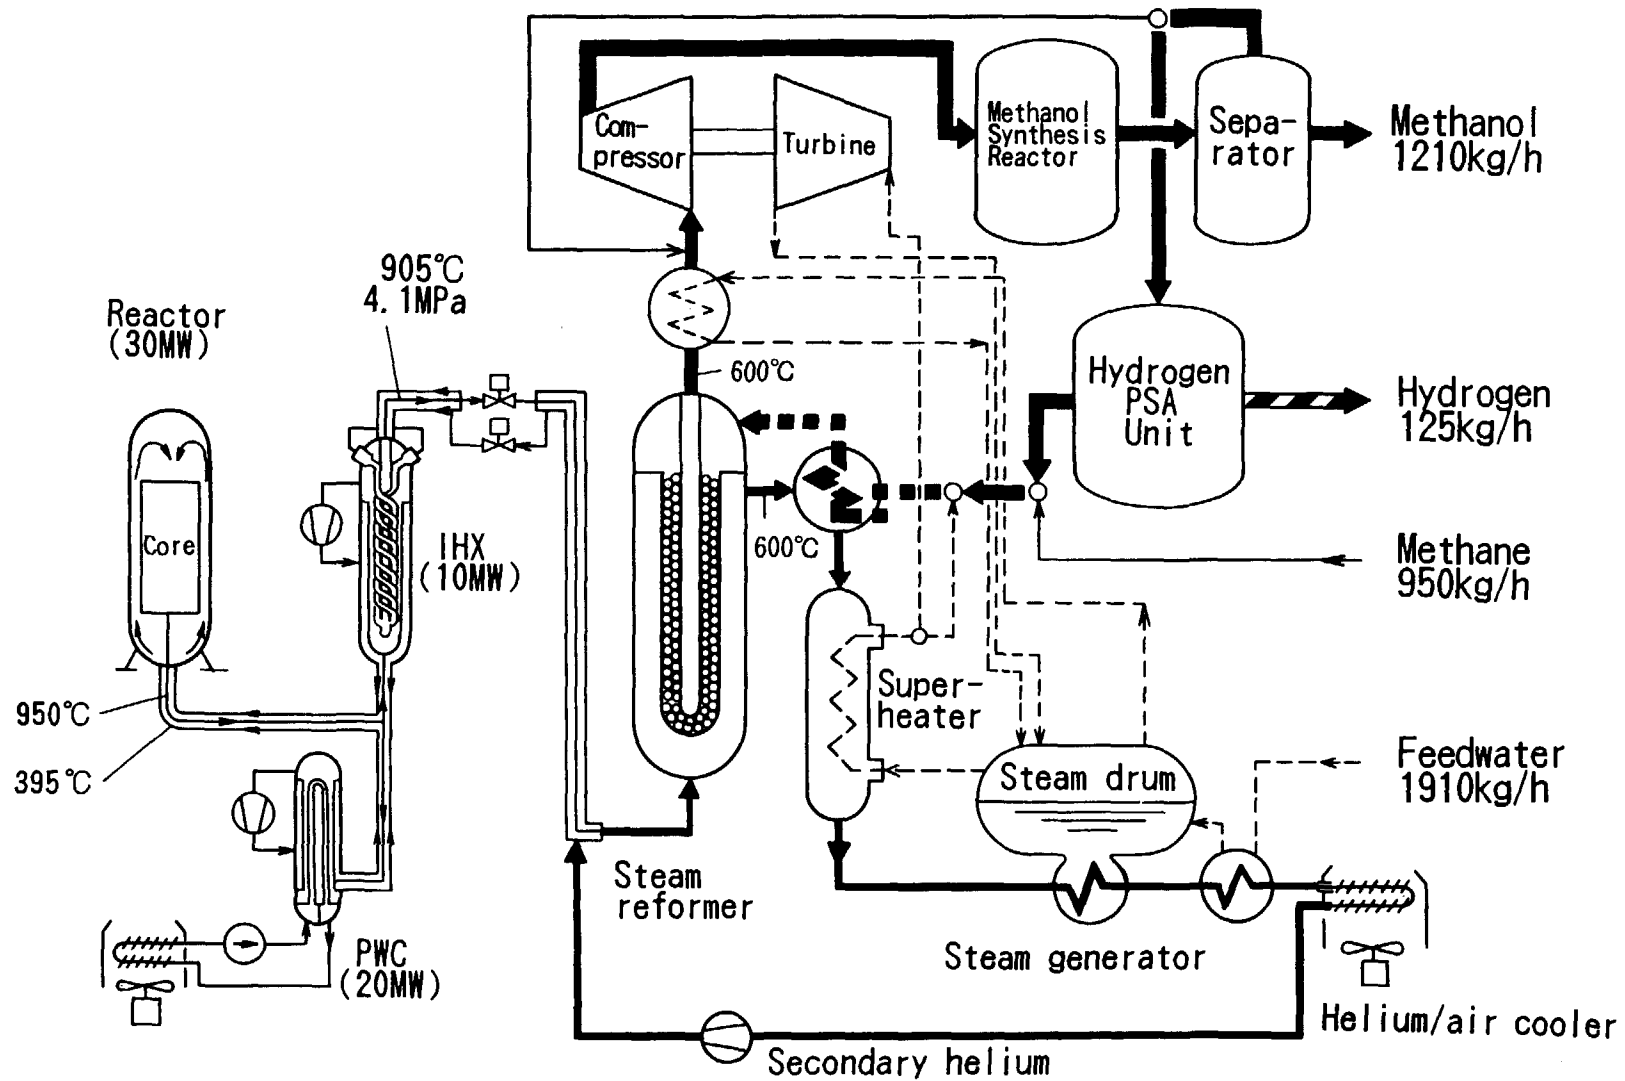 Com-
pressor
Turbine
Methanol
Synthesis
Reactor
Sepa-
rator
Methanol
1210kg/h
905℃
4.1MPa
Reactor
(30MW)
600℃
Hydrogen
PSA
Unit
Hydrogen
125kg/h
Core
IHX
(10MW)
600℃
Methane
950kg/h
950℃
395℃
Super-
heater
Steam drum
Feedwater
1910kg/h
Steam
reformer
PWC
(20MW)
Steam generator
Helium/air cooler
Secondary helium